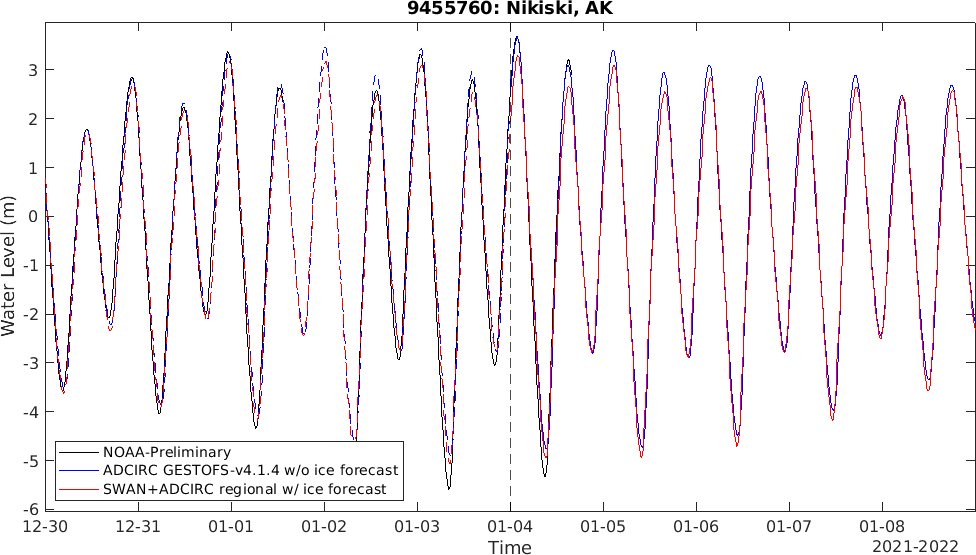 9455760: Nikiski, AK
Water Level (m)
3
2
1
0
-1
-2
-3
-4
-5
-6
NOAA-Preliminary
ADCIRC GESTOFS-v4.1.4 w/o ice forecast
SWAN+ADCIRC regional w/ ice forecast
12-30 12-31 01-01 01-02 01-03 01-04 01-05 01-06 01-07 01-08
Time
2021-2022